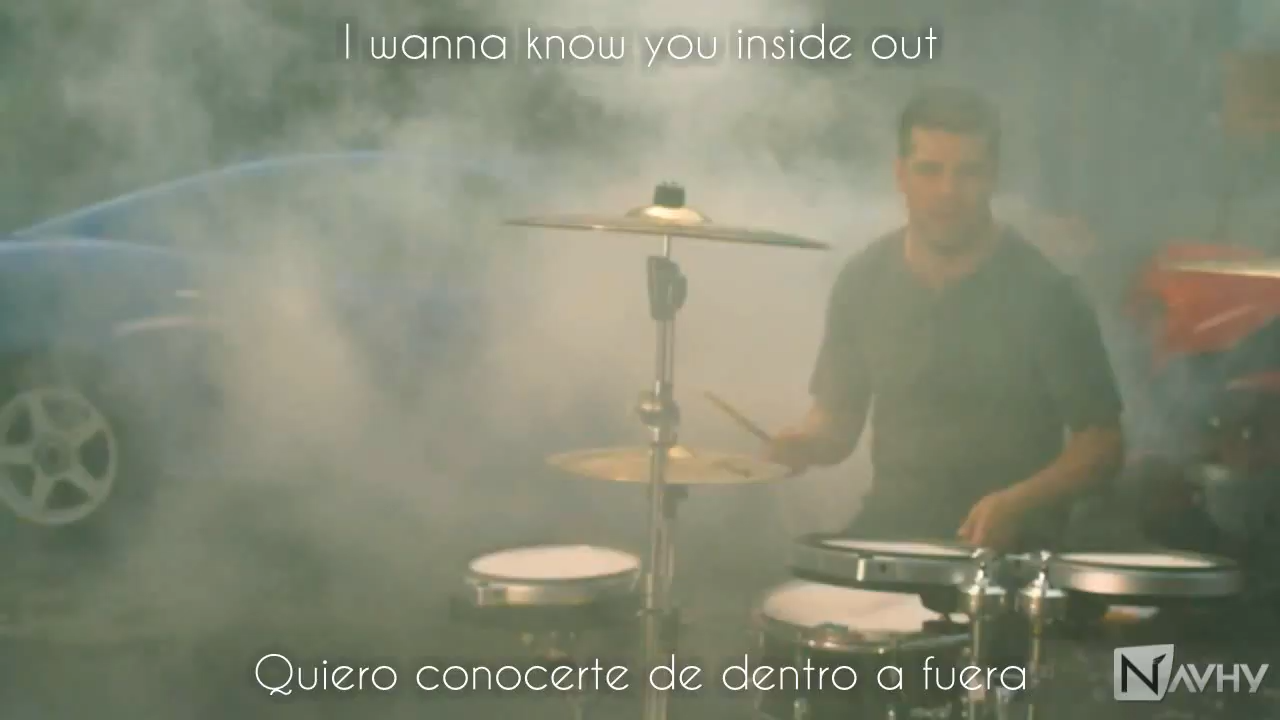 I wanna know you inside out
Quiero conocerte de dentro a fuera
NAVHY